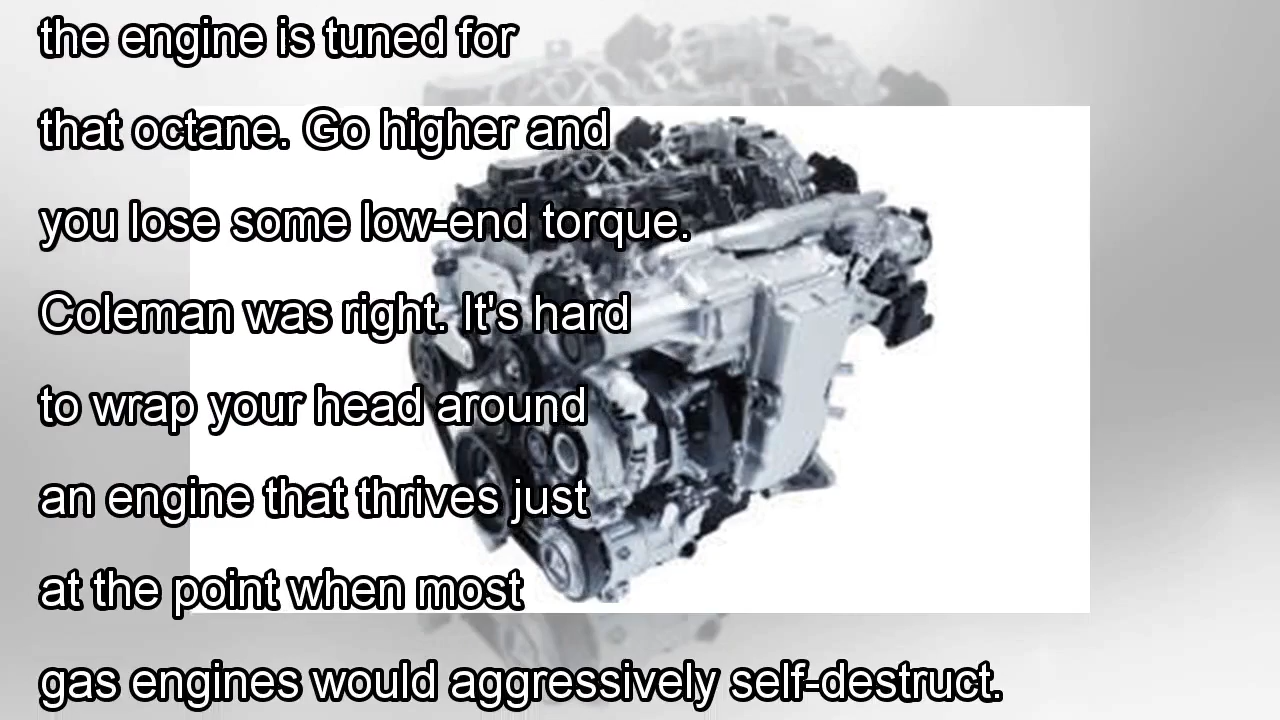 the engine is tuned for
that octane. Go higher and
you lose some low-end torque.
Coleman was right. It's hard
to wrap your head around
an engine that thrives just
at the point when most
gas engines would aggressively self-destruct.